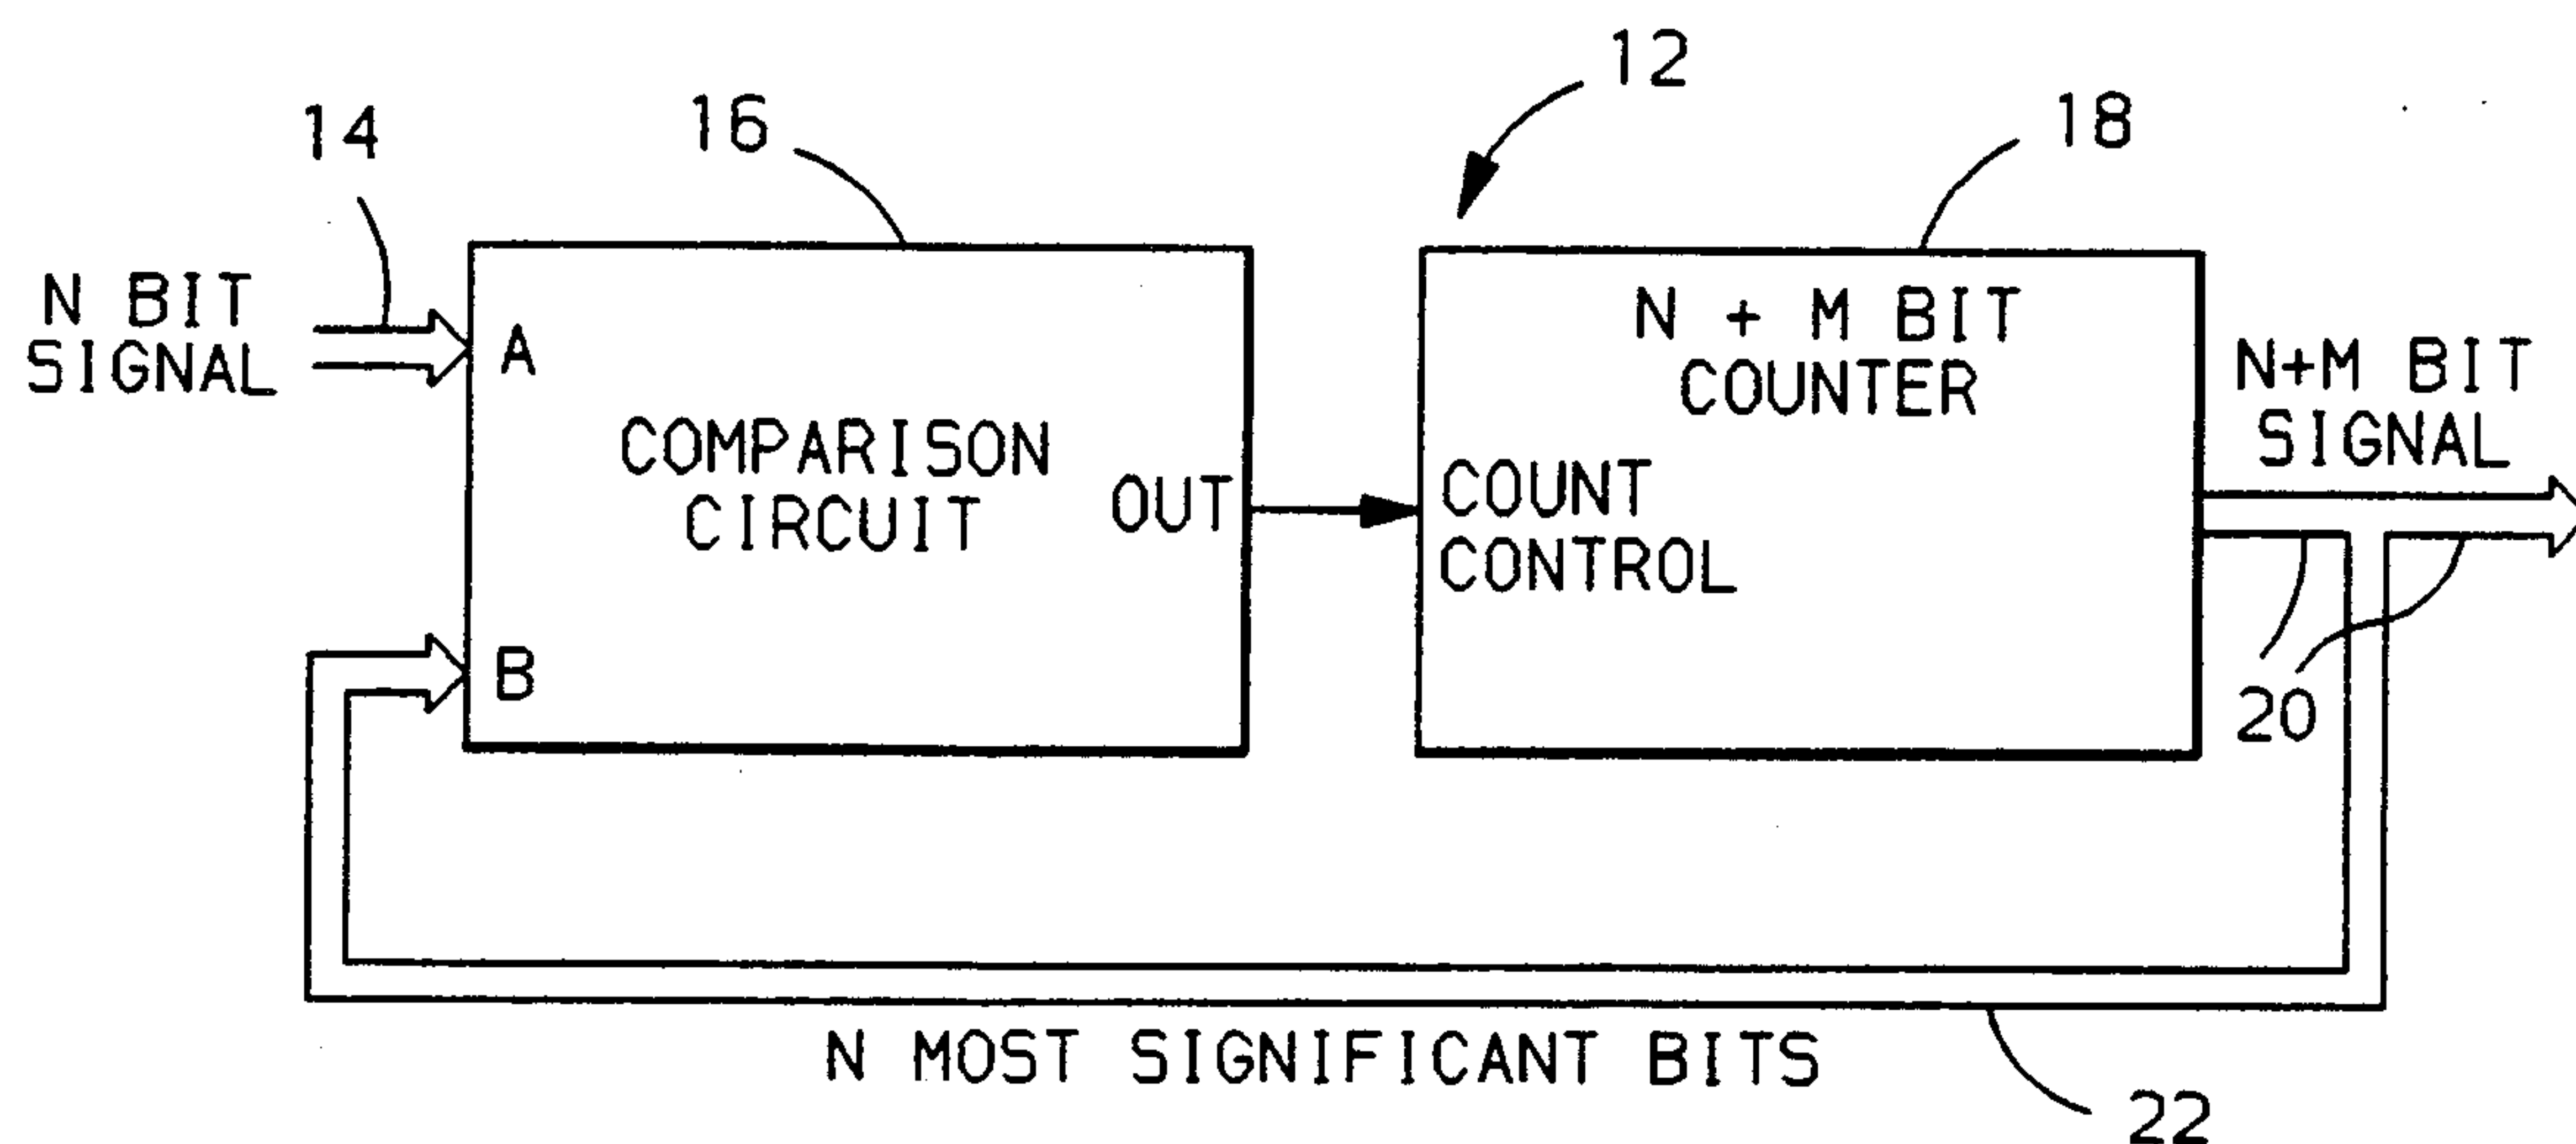 12
14
16
18
N BIT
SIGNAL
A
COMPARISON
CIRCUIT
OUT
B
N + M BIT
COUNTER
COUNT
CONTROL
N+M BIT
SIGNAL
20
N MOST SIGNIFICANT BITS
22